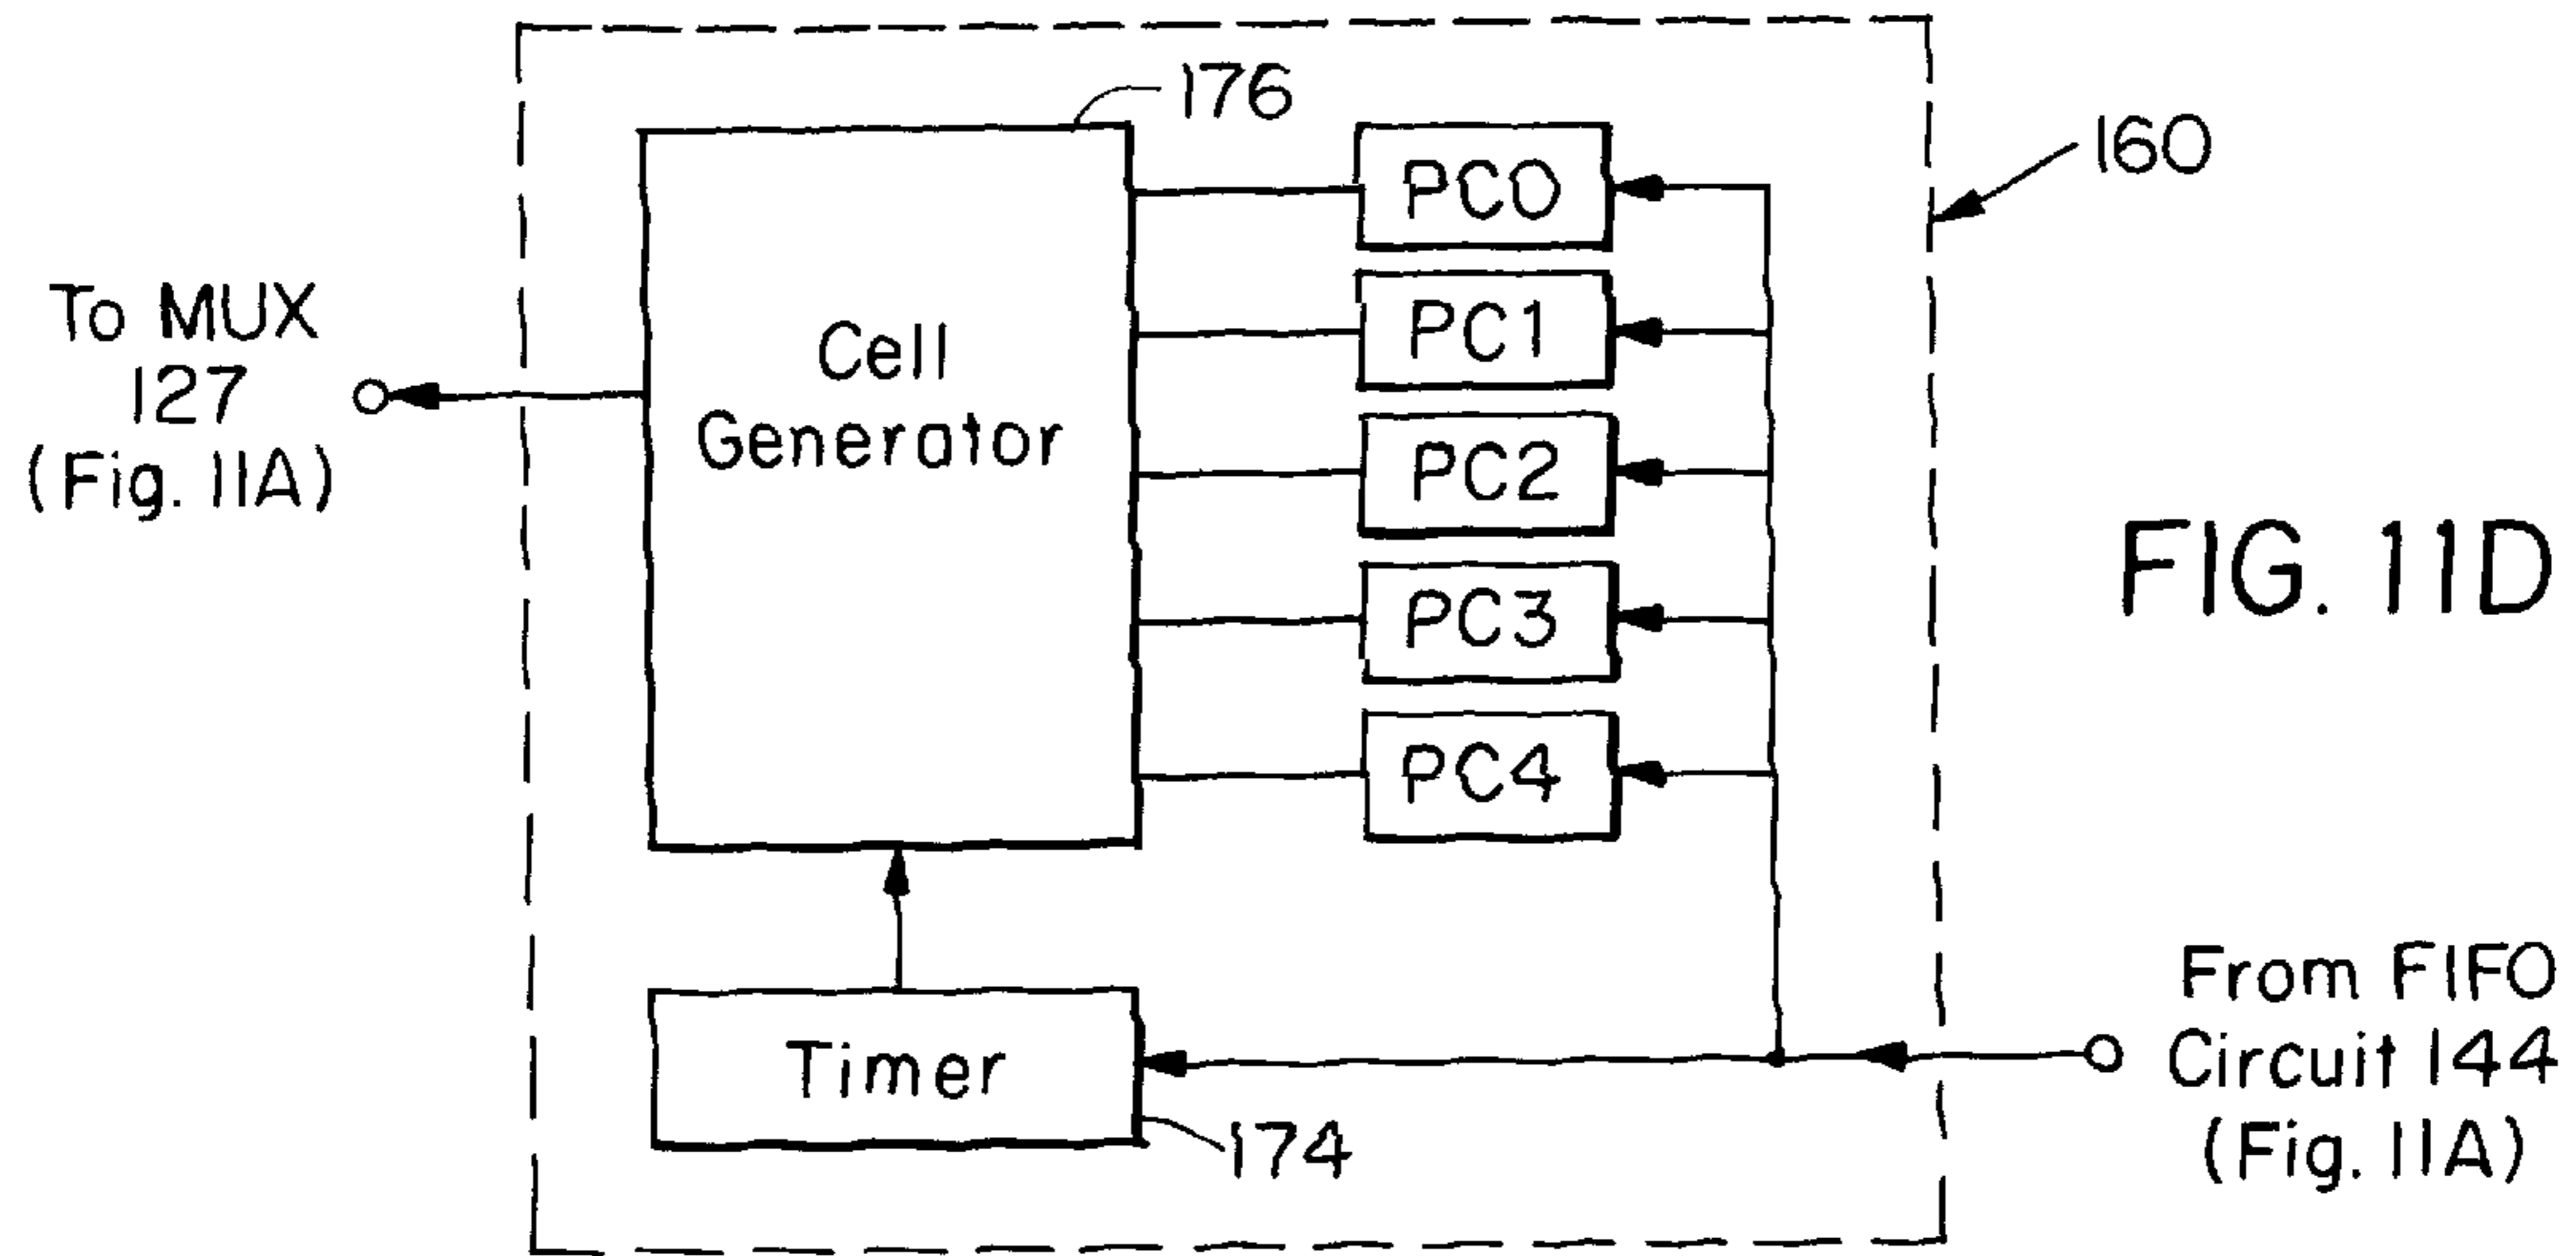 176
160
PC0
PC1
PC2
PC3
PC4
Cell
Generator
To MUX
127
(Fig. 11A)
FIG. 11D
Timer
174
From FIFO
Circuit 144
(Fig. 11A)